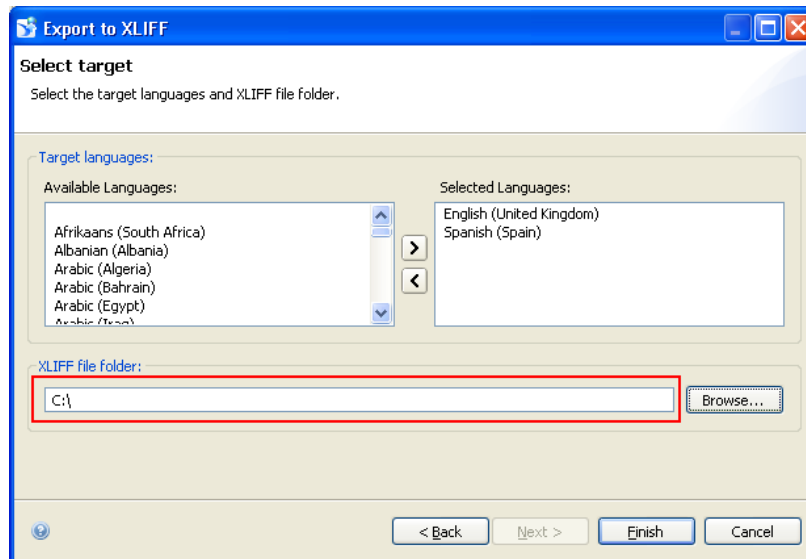 Export to XLIFF
Select target
Select the target languages and XLIFF file folder.
Target languages:
Available Languages:
Afrikaans (South Africa)
Albanian (Albania)
Arabic (Algeria)
Arabic (Bahrain)
Arabic (Egypt)
Arabic (Iraq)
>
<
Selected Languages:
English (United Kingdom)
Spanish (Spain)
XLIFF file folder:
C:\
Browse...
?
< Back
Next >
Finish
Cancel